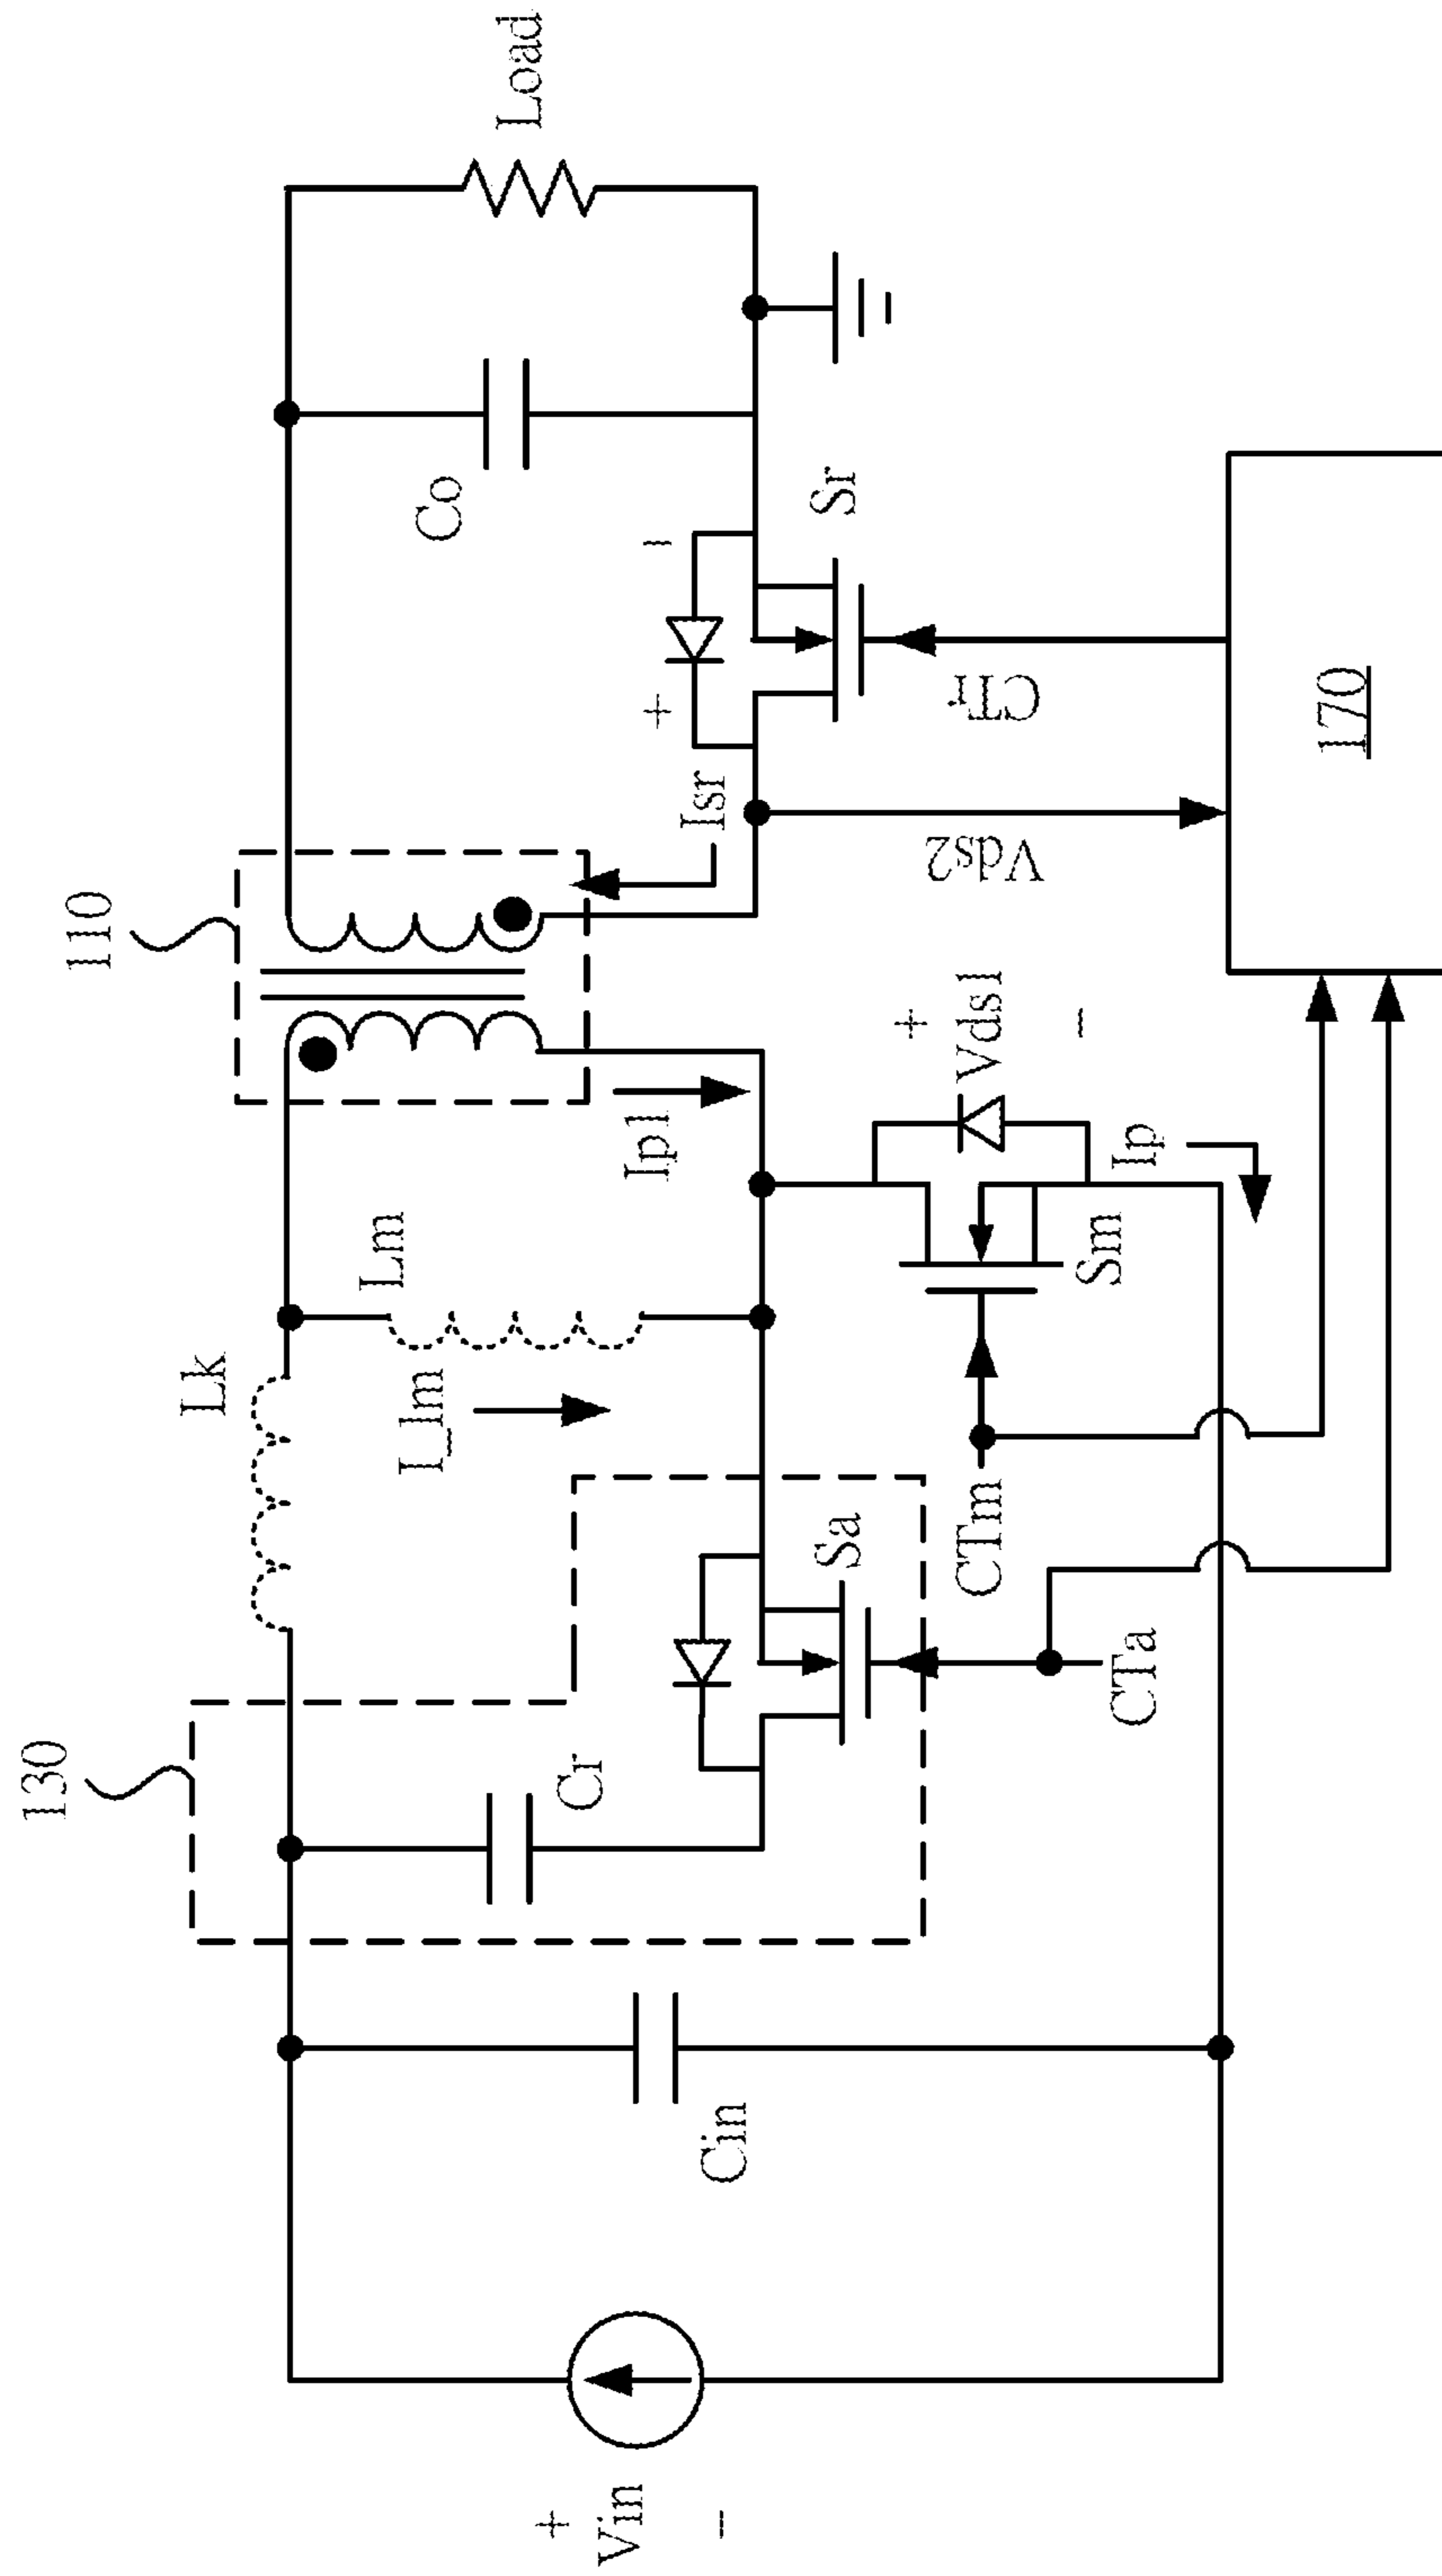 130
110
Lk
Lm
I_lm
Co
Load
+
Vin
−
Cr
Ip1
+ −
Isr
Cin
Sa
Sr
+
Vds1
−
CTm
Vds2
CTr
Sm
CTa
Ip
170